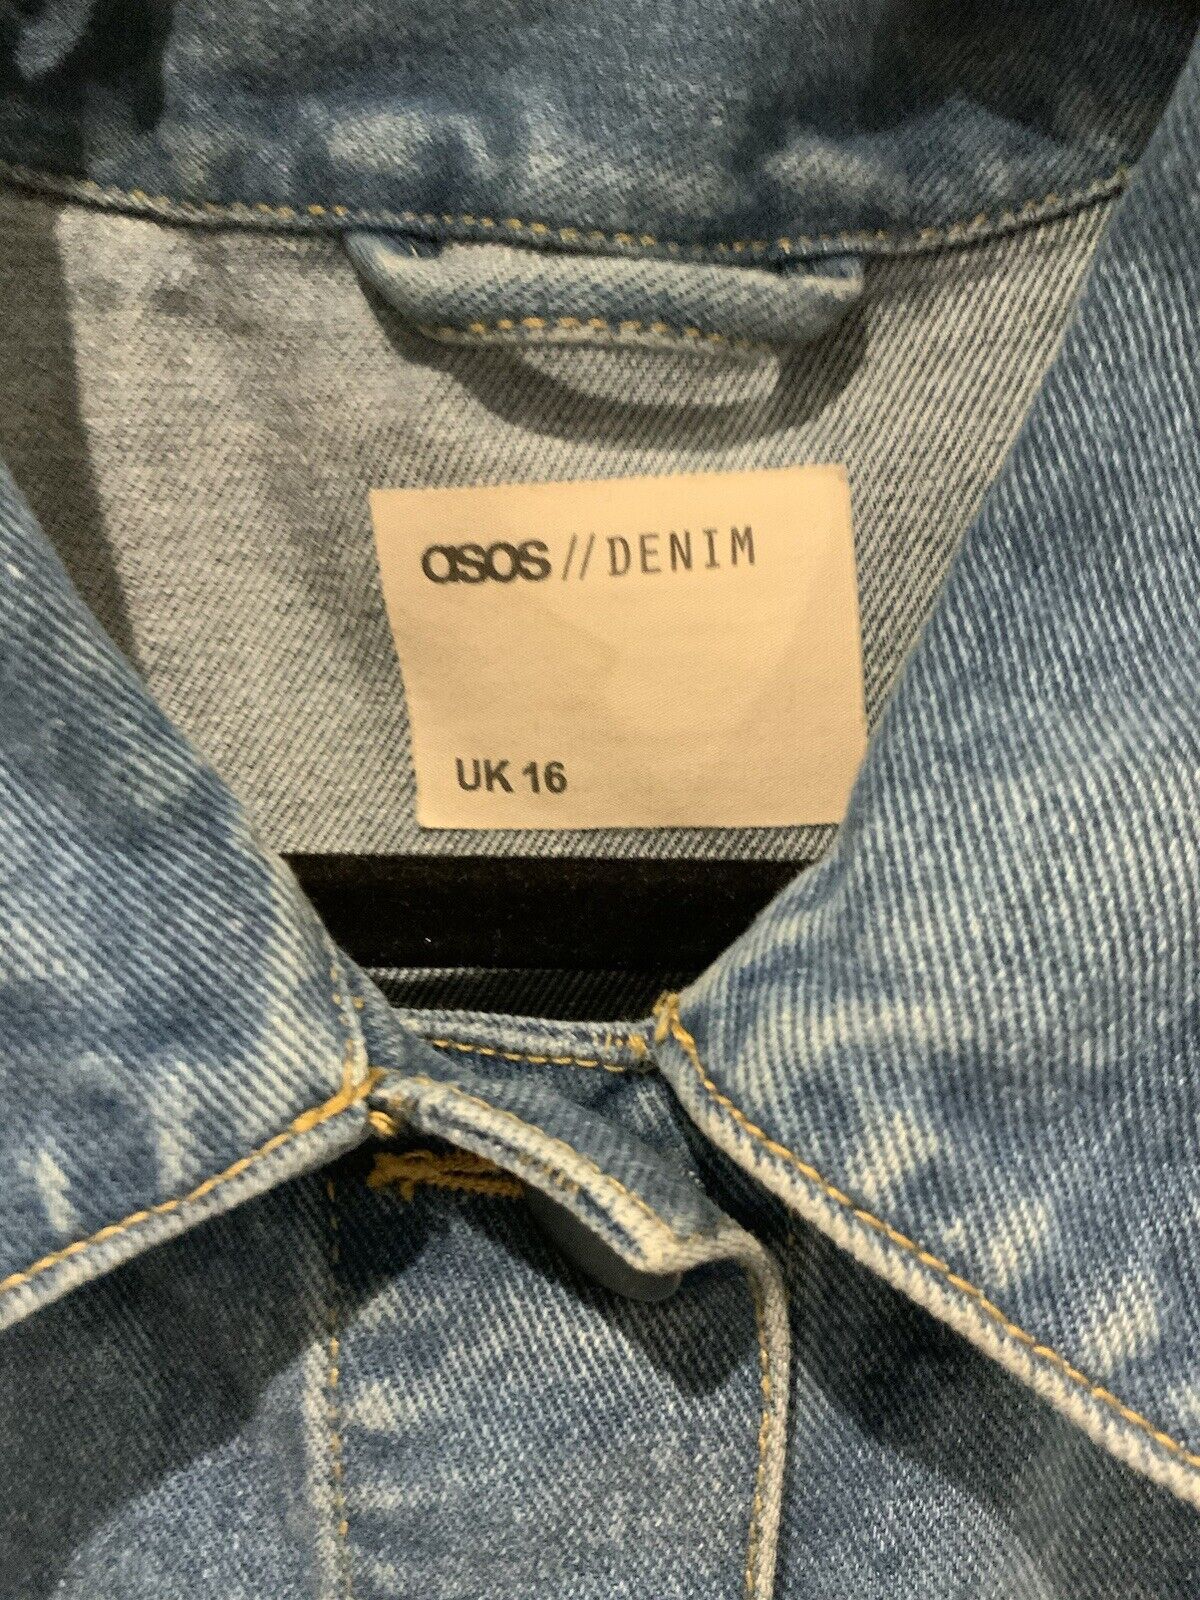 asos // DENIM
UK 16